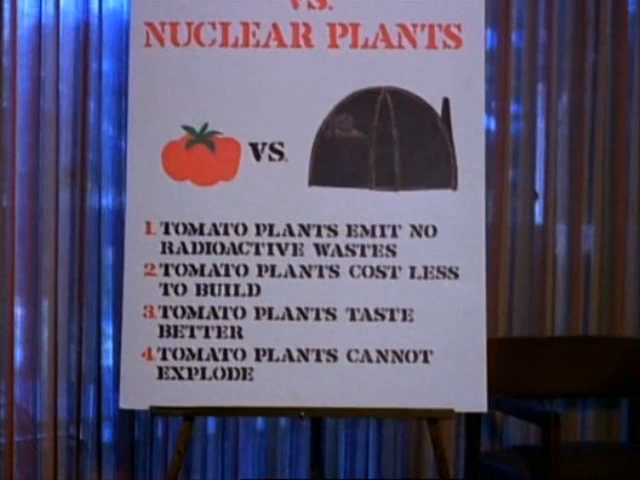 VS.
NUCLEAR PLANTS
VS.
1. TOMATO PLANTS EMIT NO
RADIOACTIVE WASTES
2. TOMATO PLANTS COST LESS
TO BUILD
3. TOMATO PLANTS TASTE
BETTER
4. TOMATO PLANTS CANNOT
EXPLODE